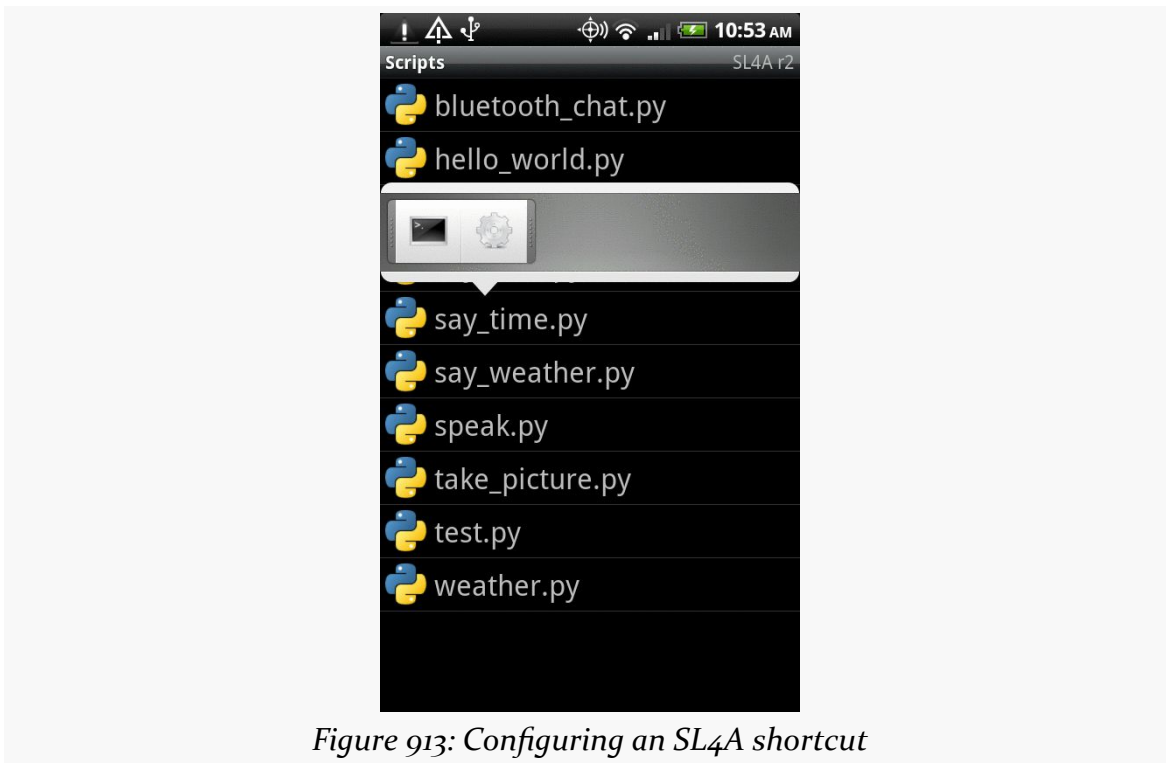 10:53 AM
Scripts SL4A r2
bluetooth_chat.py
hello_world.py
say_time.py
say_weather.py
speak.py
take_picture.py
test.py
weather.py
Figure 913: Configuring an SL4A shortcut